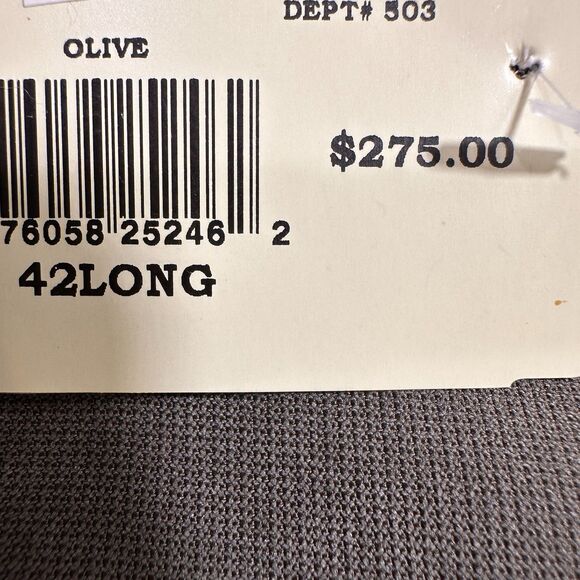 DEPT# 503
OLIVE
$275.00
76058 25246 2
42LONG